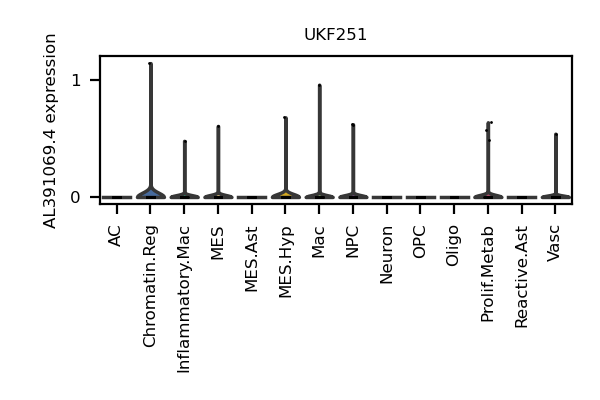 UKF251
AL391069.4 expression
1
0
AC
Chromatin.Reg
Inflammatory.Mac
MES
MES.Ast
MES.Hyp
Mac
NPC
Neuron
OPC
Oligo
Prolif.Metab
Reactive.Ast
Vasc